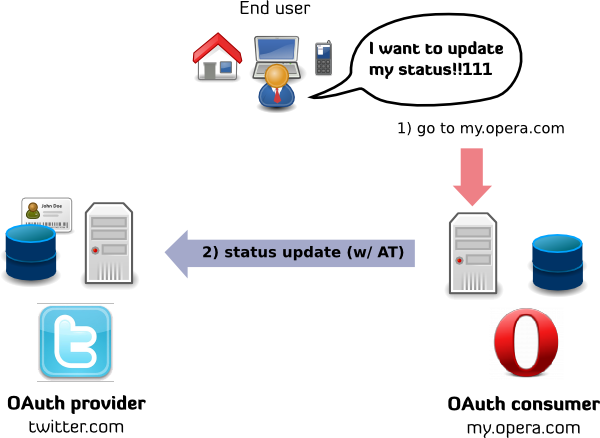 End user
I want to update
my status!!111
1) go to my.opera.com
John Doe
2) status update (w/ AT)
OAuth provider
twitter.com
OAuth consumer
my.opera.com